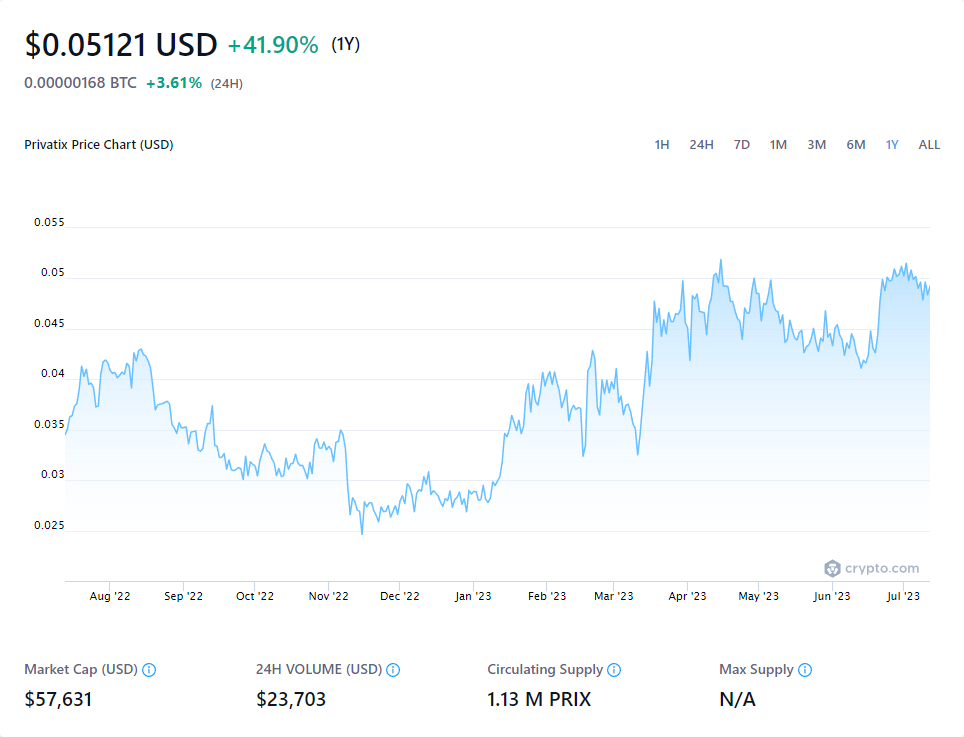 $0.05121 USD +41.90% (1Y)
0.00000168 BTC +3.61% (24H)
Privatix Price Chart (USD) 1H 24H 7D 1M 3M 6M 1Y ALL
0.055
0.05
0.045
0.04
0.035
0.03
0.025
crypto.com
Aug '22 Sep '22 Oct '22 Nov '22 Dec '22 Jan '23 Feb '23 Mar '23 Apr '23 May '23 Jun '23 Jul '23
Market Cap (USD) 24H VOLUME (USD) Circulating Supply Max Supply
$57,631 $23,703 1.13 M PRIX N/A